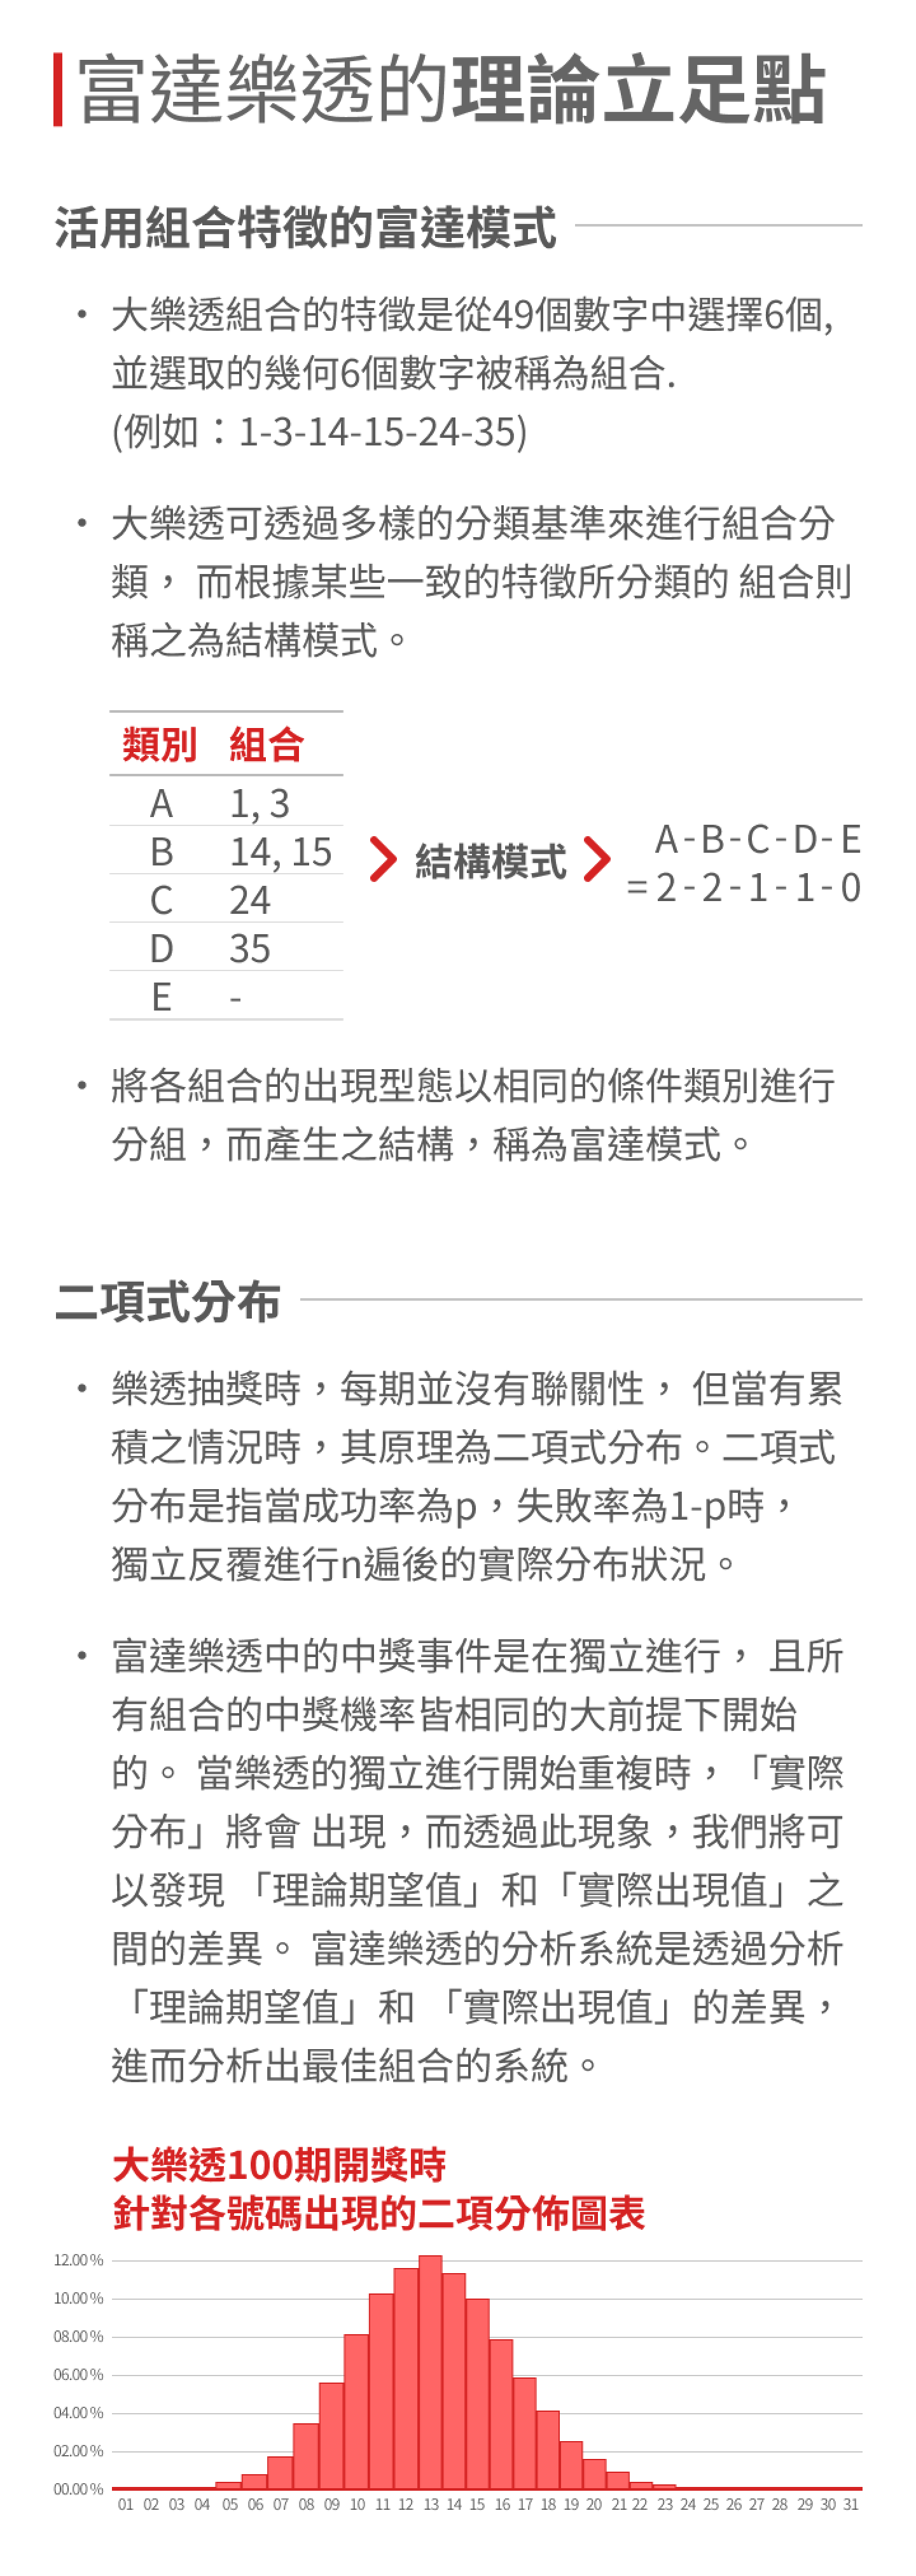 富達樂透的理論立足點
活用組合特徵的富達模式
• 大樂透組合的特徵是從49個數字中選擇6個,
並選取的幾何6個數字被稱為組合.
(例如：1-3-14-15-24-35)
• 大樂透可透過多樣的分類基準來進行組合分
類， 而根據某些一致的特徵所分類的 組合則
稱之為結構模式。
類別 組合
A 1, 3
B 14, 15
C 24
D 35
E -
結構模式
A-B-C-D-E
=2-2-1-1-0
• 將各組合的出現型態以相同的條件類別進行
分組，而產生之結構，稱為富達模式。
二項式分布
• 樂透抽獎時，每期並沒有聯關性， 但當有累
積之情況時，其原理為二項式分布。二項式
分布是指當成功率為p，失敗率為1-p時，
獨立反覆進行n遍後的實際分布狀況。
• 富達樂透中的中獎事件是在獨立進行， 且所
有組合的中獎機率皆相同的大前提下開始
的。 當樂透的獨立進行開始重複時，「實際
分布」將會 出現，而透過此現象，我們將可
以發現 「理論期望值」和「實際出現值」之
間的差異。 富達樂透的分析系統是透過分析
「理論期望值」和 「實際出現值」的差異，
進而分析出最佳組合的系統。
大樂透100期開獎時
針對各號碼出現的二項分佈圖表
12.00 %
10.00 %
08.00 %
06.00 %
04.00 %
02.00 %
00.00 %
01 02 03 04 05 06 07 08 09 10 11 12 13 14 15 16 17 18 19 20 21 22 23 24 25 26 27 28 29 30 31